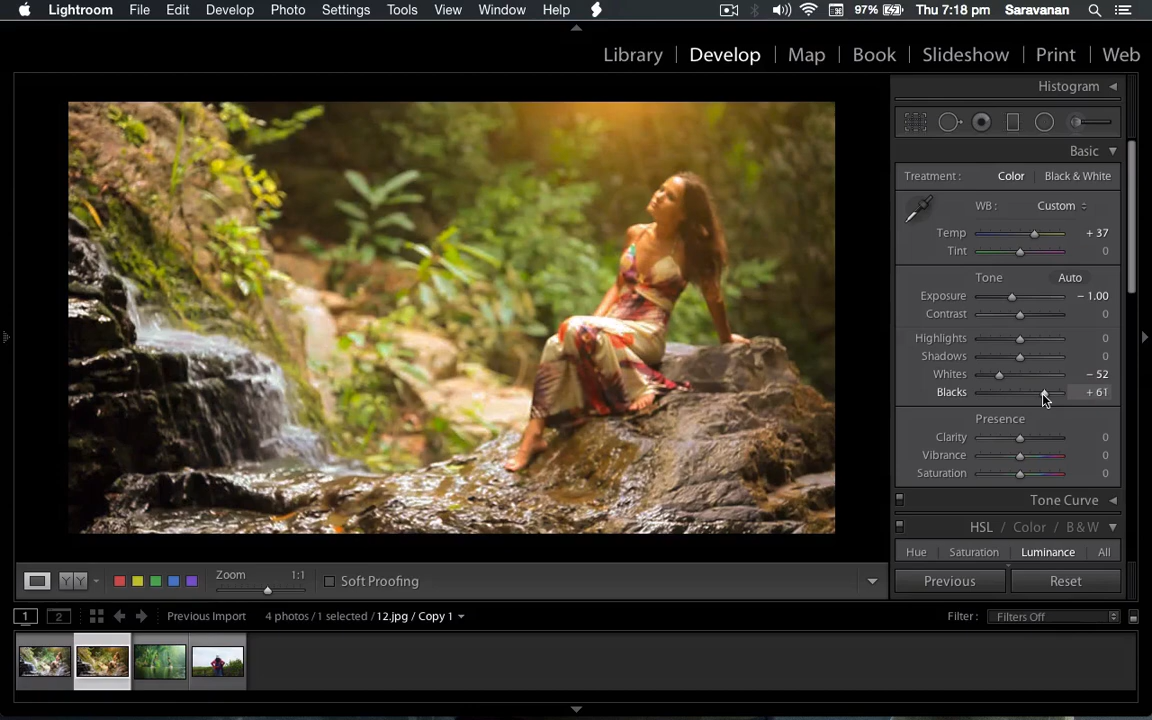 Lightroom File Edit Develop Photo Settings Tools View Window Help 97% Thu 7:18 pm Saravanan
Library | Develop | Map | Book | Slideshow | Print | Web
Histogram
Basic
Treatment : Color Black & White
WB : Custom
Temp + 37
Tint 0
Tone Auto
Exposure − 1.00
Contrast 0
Highlights 0
Shadows 0
Whites − 52
Blacks + 61
Presence
Clarity 0
Vibrance 0
Saturation 0
Tone Curve
HSL / Color / B & W
Hue Saturation Luminance All
Y Y Zoom 1:1 Soft Proofing Previous Reset
1 2 Previous Import 4 photos / 1 selected / 12.jpg / Copy 1 Filter : Filters Off